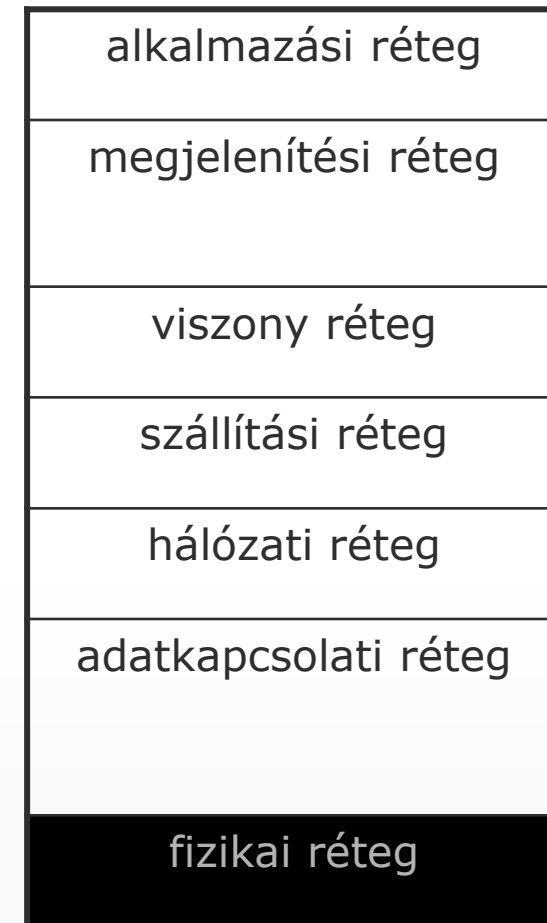 alkalmazási réteg
megjelenítési réteg
viszony réteg
szállítási réteg
hálózati réteg
adatkapcsolati réteg
fizikai réteg